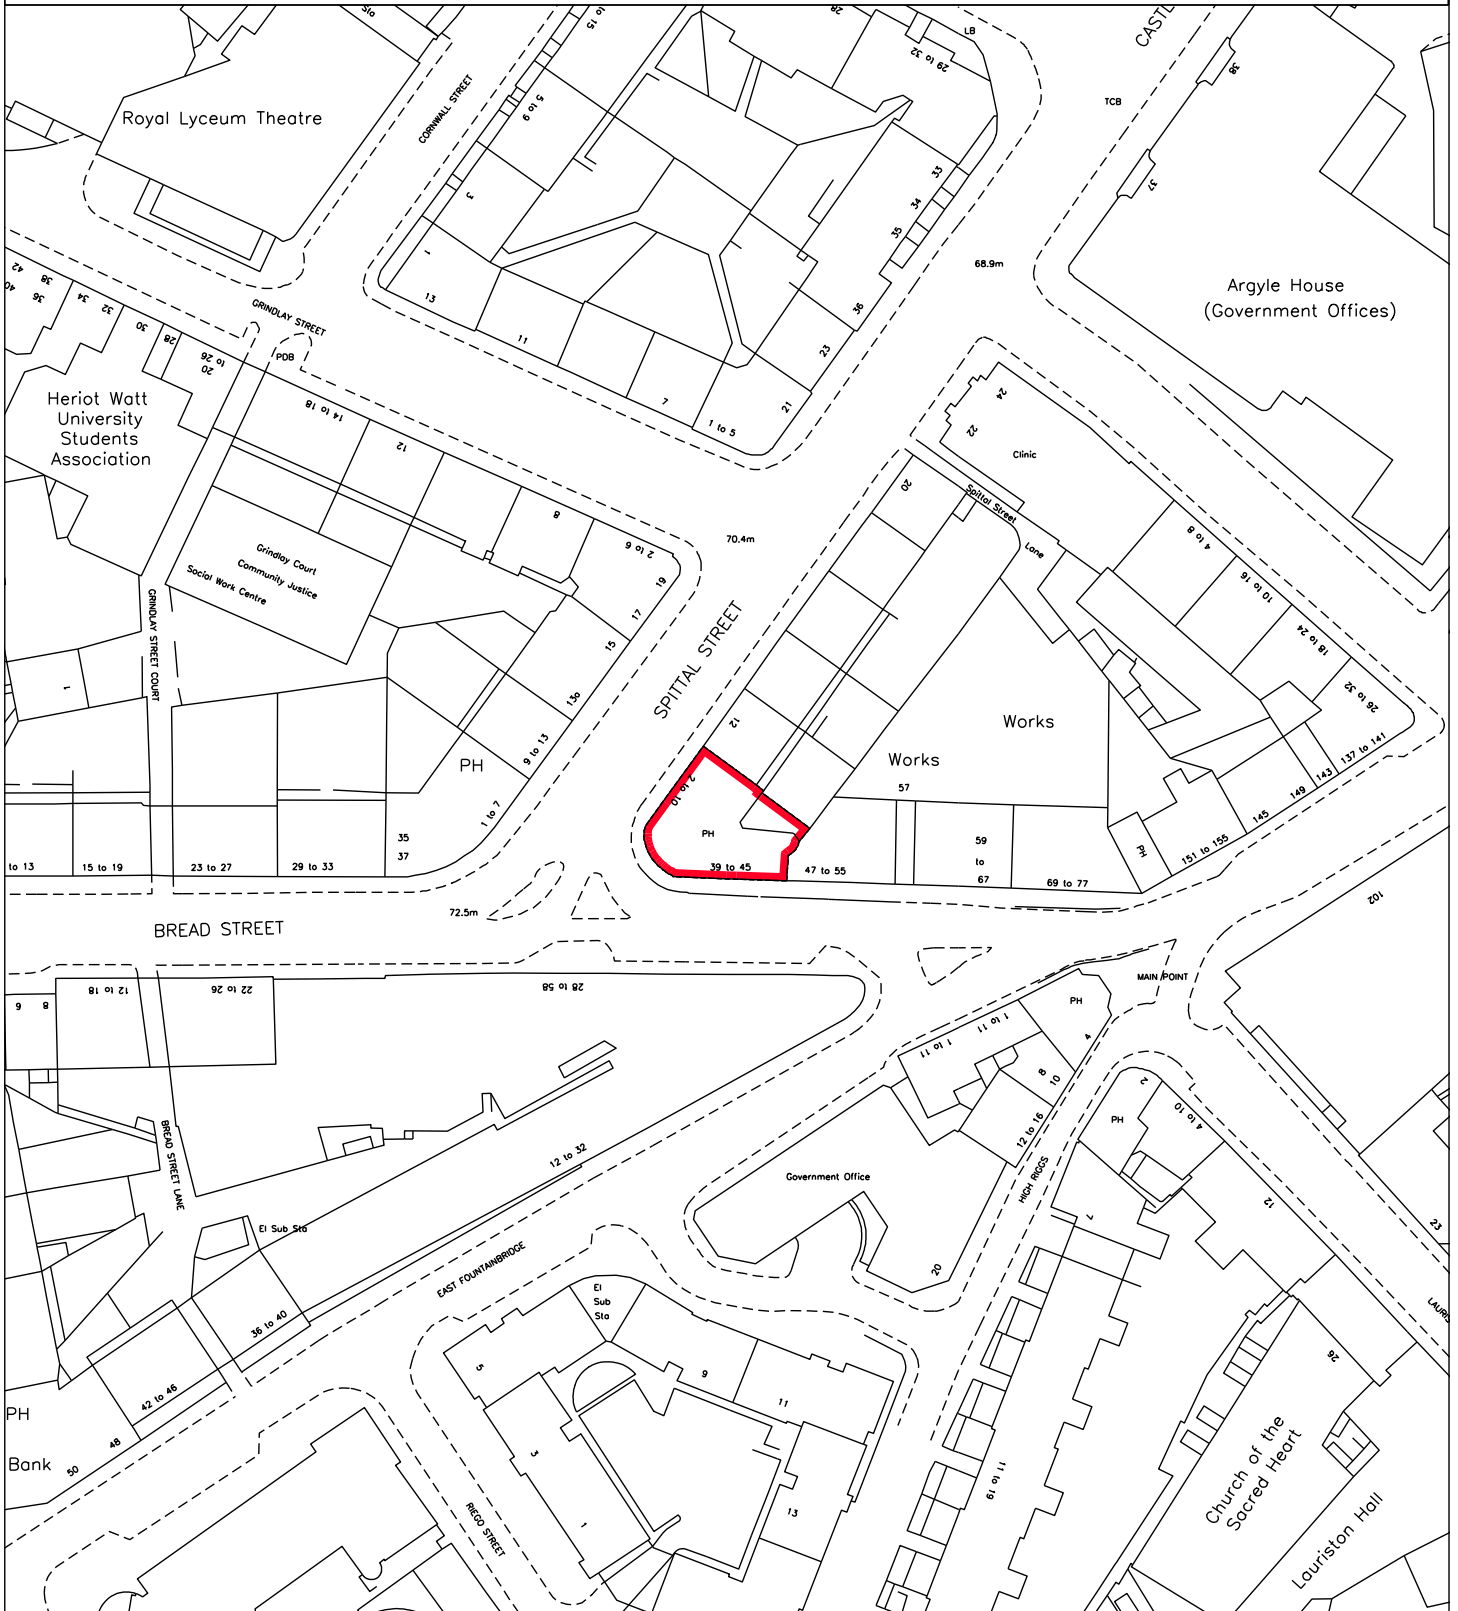 Sta
to 15
28
29 to 32
LB
CASTL
38
TCB
Royal Lyceum Theatre
CORNWALL STREET
5 to 9
3
33
34
35
37
68.9m
Argyle House
(Government Offices)
42
40
38
36
34
32
30
28
20 to 26
GRINDLAY STREET
PDB
1
13
11
7
1 to 5
36
23
21
Heriot Watt
University
Students
Association
14 to 18
12
8
2 to 6
19
17
15
13a
9 to 13
1 to 7
24
22
Clinic
20
Spittal Street
Lane
70.4m
4 to 8
10 to 16
18 to 24
26 to 32
Grindlay Court
Community Justice
Social Work Centre
GRINDLAY STREET COURT
1
SPITTAL STREET
12
2 to 10
PH
PH
Works
Works
57
137 to 141
143
149
145
151 to 155
PH
35
37
to 13
15 to 19
23 to 27
29 to 33
39 to 45
47 to 55
59
to
67
69 to 77
102
72.5m
BREAD STREET
MAIN POINT
6
8
12 to 18
22 to 26
28 to 58
PH
1 to 11
1 to 11
4
8
10
12 to 16
2
4 to 10
PH
BREAD STREET LANE
12 to 32
Government Office
HIGH RIGGS
7
12
23
El Sub Sta
EAST FOUNTAINBRIDGE
20
El
Sub
Sta
LAURIS
36 to 40
42 to 46
48
50
PH
Bank
5
9
11
3
1
13
26
11 to 19
RIEGO STREET
Church of the
Sacred Heart
Lauriston Hall